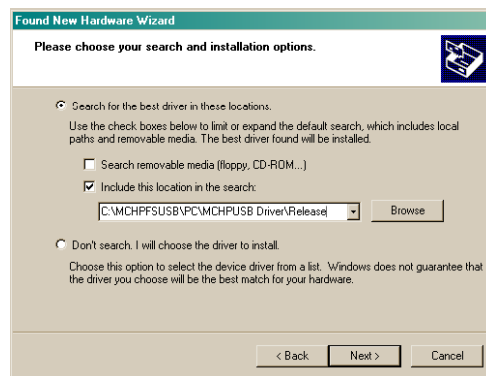 Found New Hardware Wizard
Please choose your search and installation options.
Search for the best driver in these locations.
Use the check boxes below to limit or expand the default search, which includes local
paths and removable media. The best driver found will be installed.
Search removable media (floppy, CD-ROM...)
Include this location in the search:
C:\MCHPFSUSB\PC\MCHPUSB Driver\Release
Browse
Don't search. I will choose the driver to install.
Choose this option to select the device driver from a list. Windows does not guarantee that
the driver you choose will be the best match for your hardware.
< Back Next > Cancel